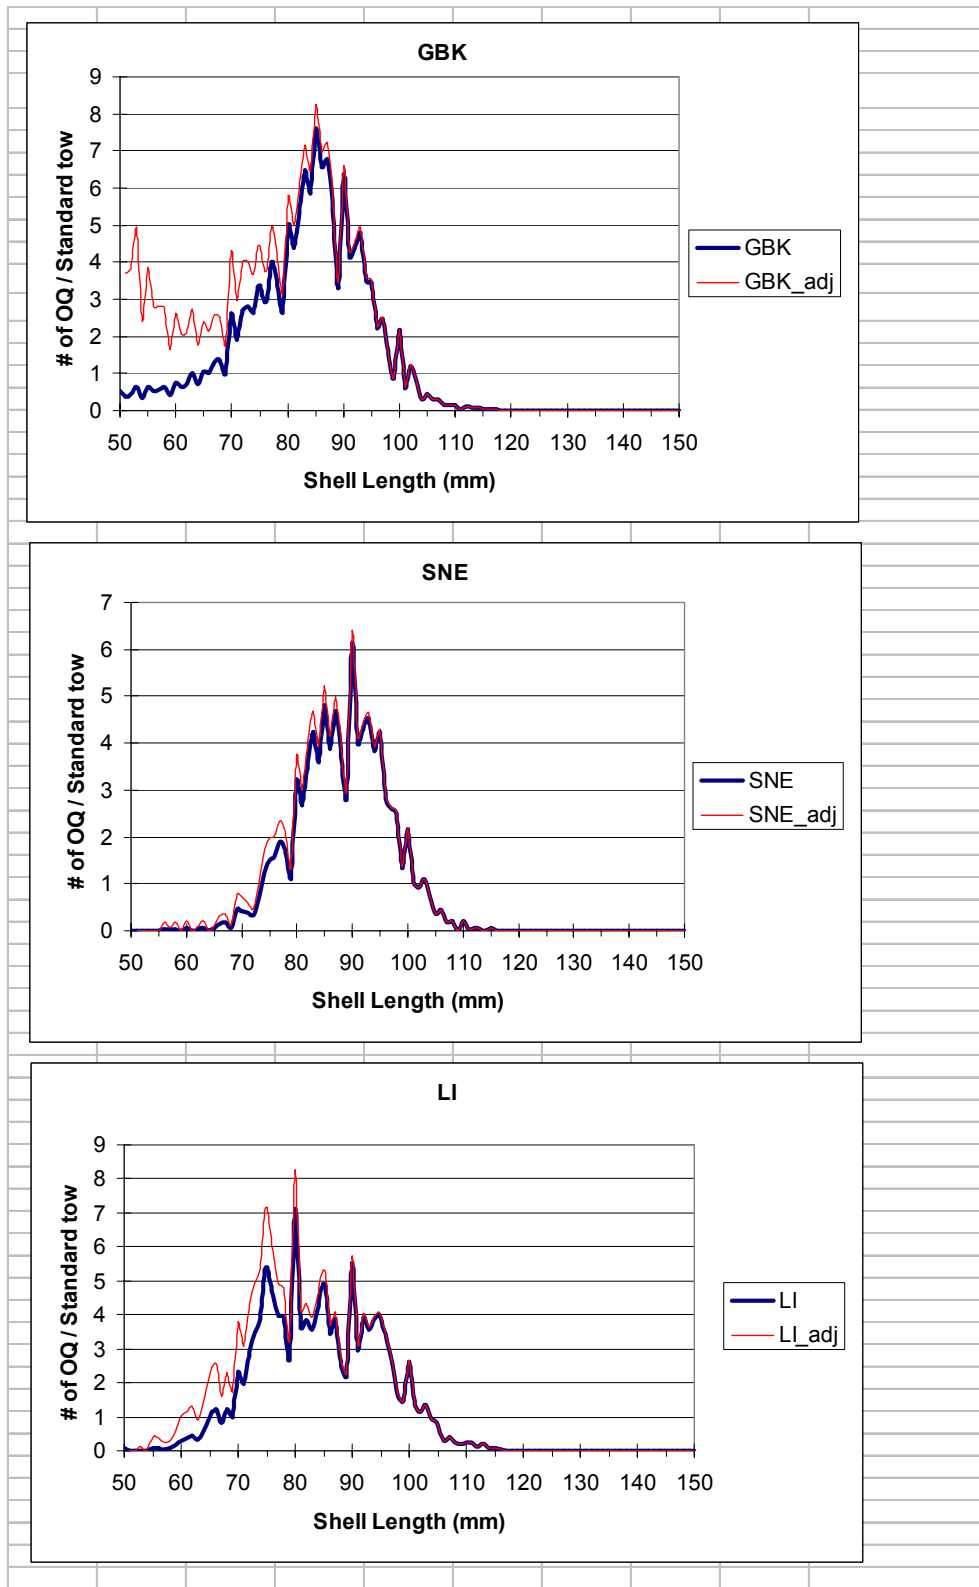 GBK
9
8
7
6
5
4
3
2
1
0
# of OQ / Standard tow
50 60 70 80 90 100 110 120 130 140 150
Shell Length (mm)
GBK
GBK_adj
SNE
7
6
5
4
3
2
1
0
# of OQ / Standard tow
50 60 70 80 90 100 110 120 130 140 150
Shell Length (mm)
SNE
SNE_adj
LI
9
8
7
6
5
4
3
2
1
0
# of OQ / Standard tow
50 60 70 80 90 100 110 120 130 140 150
Shell Length (mm)
LI
LI_adj